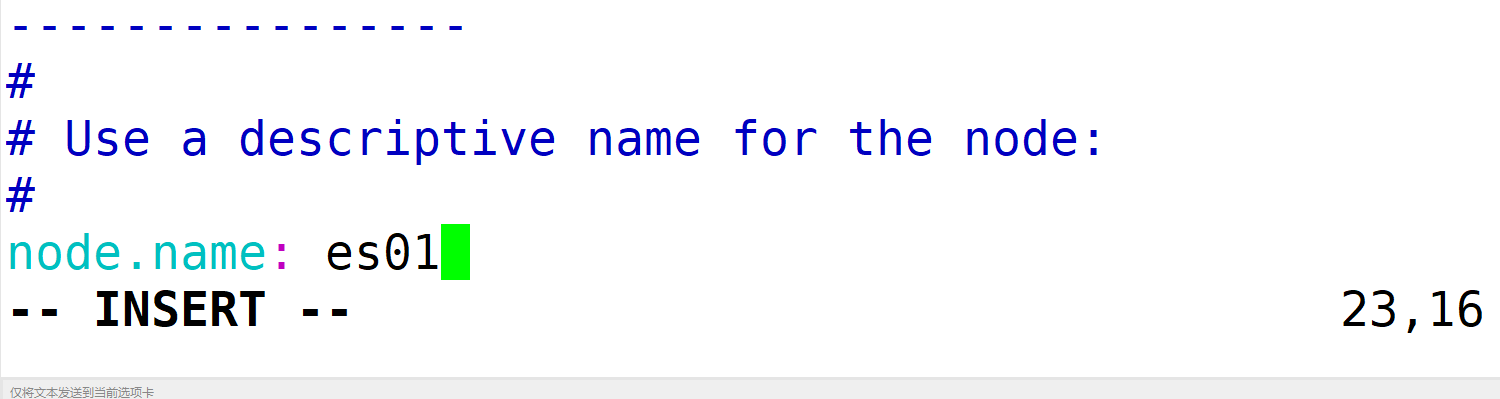 - - - - - - - - - - - - - - - -
#
# Use a descriptive name for the node:
#
node.name: es01
-- INSERT -- 23,16
仅将文本发送到当前选项卡